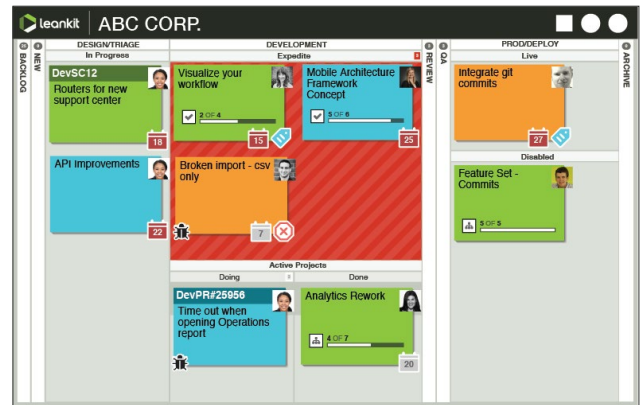 leankit ABC CORP.
BACKLOG
NEW
DESIGN/TRIAGE
In Progress
DevSC12
Routers for new
support center
18
API Improvements
22
DEVELOPMENT
Expedite
Visualize your
workflow
2 OF 4
15
Mobile Architecture
Framework
Concept
5 OF 6
25
Broken import - csv
only
7
Active Projects
Doing
Done
DevPR#25956
Time out when
opening Operations
report
Analytics Rework
4 OF 7
20
REVIEW
QA
PROD/DEPLOY
Live
Integrate git
commits
27
Disabled
Feature Set -
Commits
5 OF 5
ARCHIVE